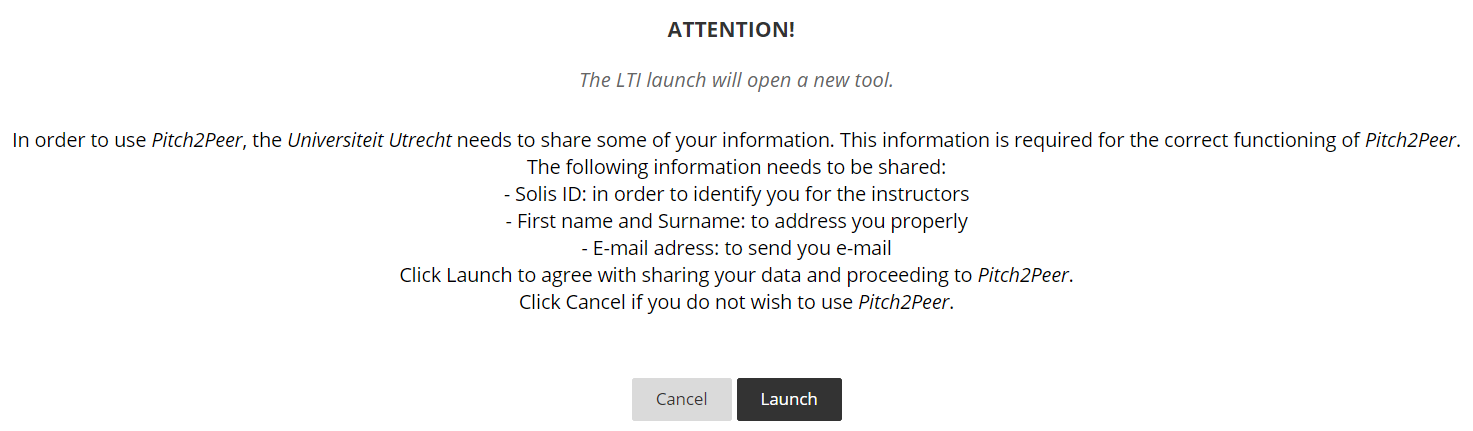 ATTENTION!
The LTI launch will open a new tool.
In order to use Pitch2Peer, the Universiteit Utrecht needs to share some of your information. This information is required for the correct functioning of Pitch2Peer.
The following information needs to be shared:
- Solis ID: in order to identify you for the instructors
- First name and Surname: to address you properly
- E-mail adress: to send you e-mail
Click Launch to agree with sharing your data and proceeding to Pitch2Peer.
Click Cancel if you do not wish to use Pitch2Peer.
Cancel Launch